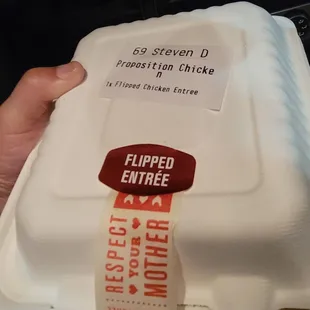 69 Steven D
Proposition Chicke
n
1x Flipped Chicken Entree
FLIPPED
ENTRÉE
RESPECT
YOUR
MOTHER